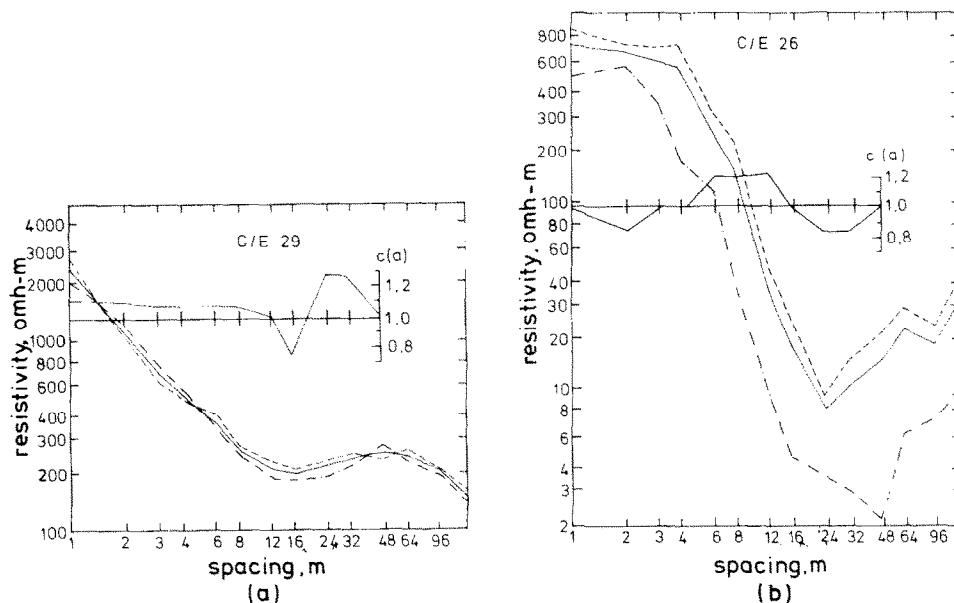 C/E 29
c(a)
1.2
1.0
0.8
4000
3000
2000
1000
800
600
400
300
200
100
resistivity, omh-m
1 2 3 4 6 8 12 16 24 32 48 64 96
spacing, m
(a)
C/E 26
c(a)
1.2
1.0
0.8
800
600
400
300
200
100
80
60
40
30
20
10
8
6
4
3
2
resistivity, omh-m
1 2 3 4 6 8 12 16 24 32 48 64 96
spacing, m
(b)